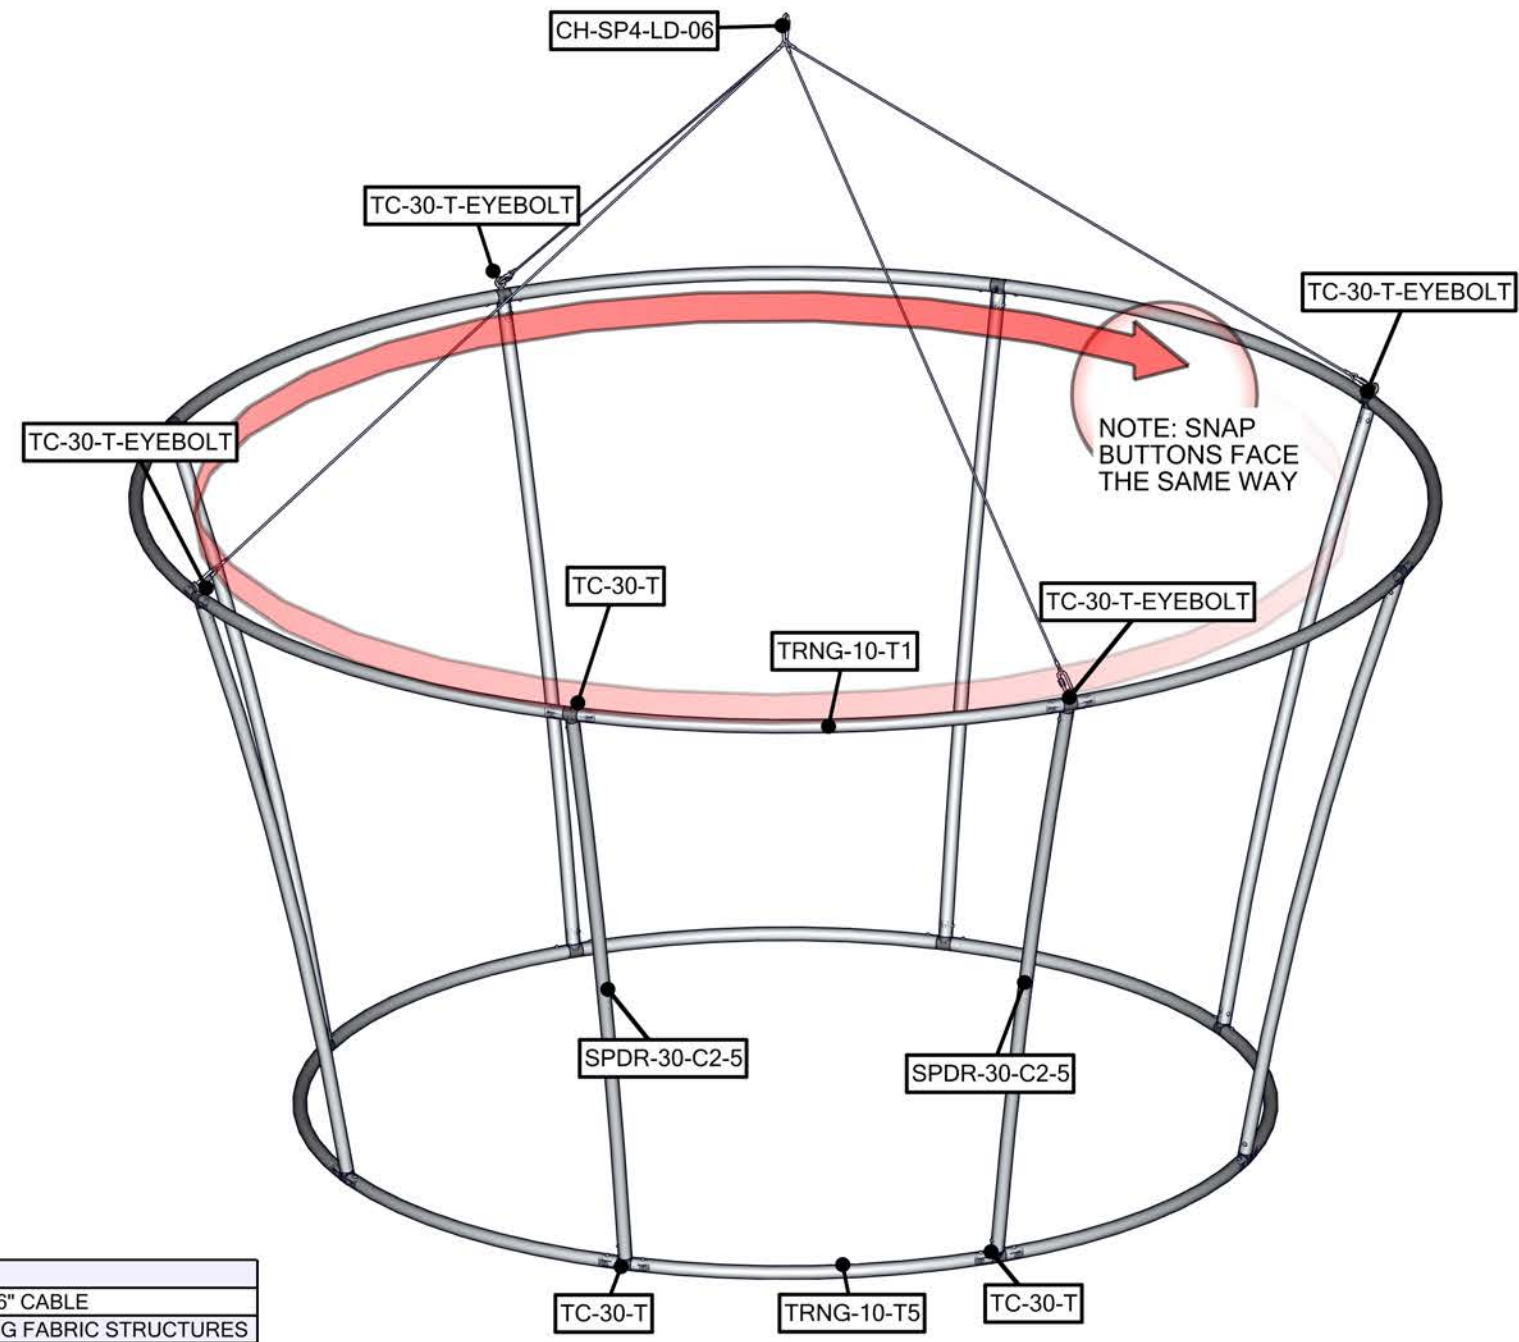 CH-SP4-LD-06
TC-30-T-EYEBOLT
TC-30-T-EYEBOLT
TC-30-T-EYEBOLT
NOTE: SNAP
BUTTONS FACE
THE SAME WAY
TC-30-T
TC-30-T-EYEBOLT
TRNG-10-T1
SPDR-30-C2-5
SPDR-30-C2-5
6" CABLE
G FABRIC STRUCTURES
TC-30-T
TRNG-10-T5
TC-30-T